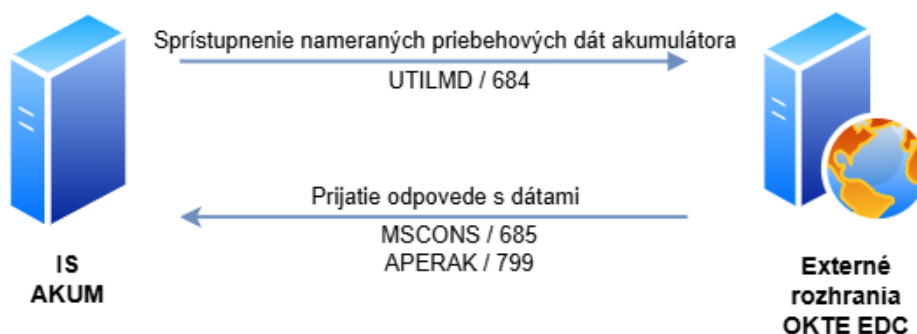 Sprístupnenie nameraných priebehových dát akumulátora
UTILMD / 684
Prijatie odpovede s dátami
MSCONS / 685
APERAK / 799
IS
AKUM
Externé
rozhrania
OKTE EDC